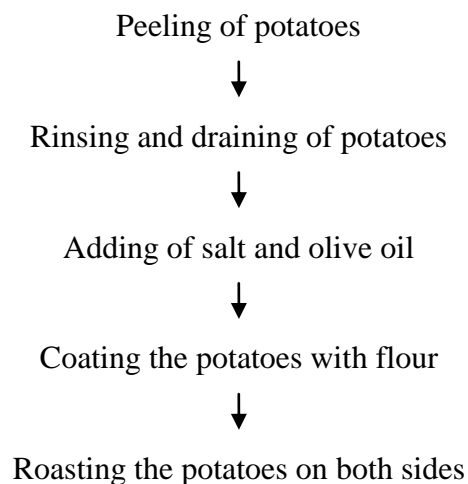 Peeling of potatoes
Rinsing and draining of potatoes
Adding of salt and olive oil
Coating the potatoes with flour
Roasting the potatoes on both sides